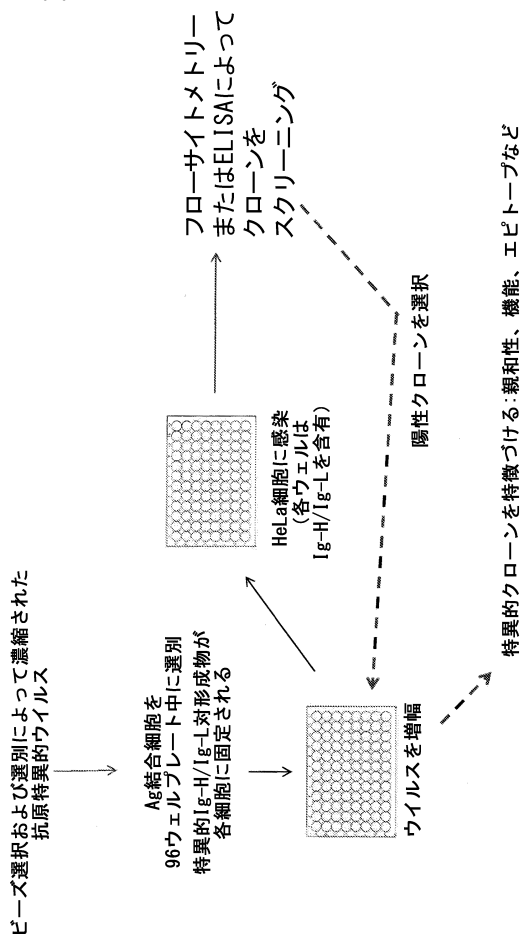 ビーズ選択および選別によって濃縮された
抗原特異的ウイルス
Ag結合細胞を
96ウェルプレート中に選別
特異的Ig-H/Ig-L対形成物が
各細胞に固定される
ウイルスを増幅
HeLa細胞に感染
(各ウェルは
Ig-H/Ig-Lを含有)
フローサイトメトリー
またはELISAによって
クローンを
スクリーニング
陽性クローンを選択
特異的クローンを特徴づける:親和性、機能、エピトープなど